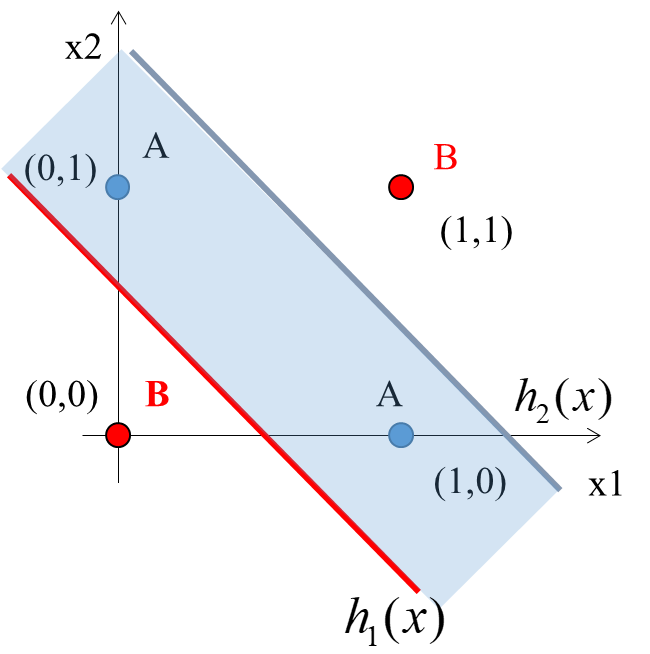 x2
A
B
(0,1)
(1,1)
(0,0)
B
A
h₂(x)
(1,0)
x1
h₁(x)